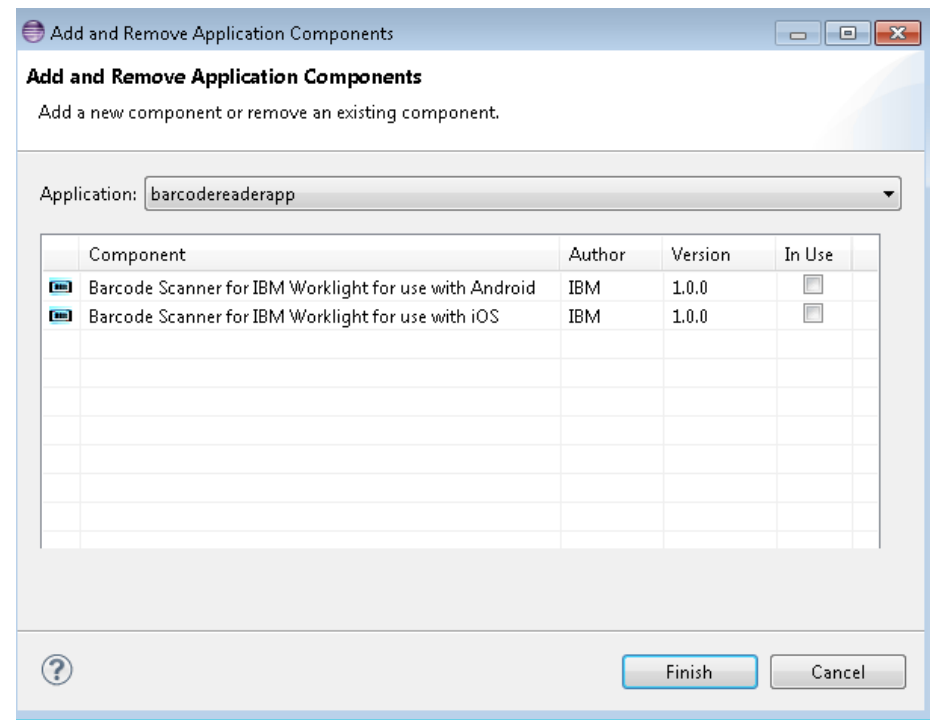 Add and Remove Application Components
Add and Remove Application Components
Add a new component or remove an existing component.
Application: barcodereaderapp
Component Author Version In Use
Barcode Scanner for IBM Worklight for use with Android IBM 1.0.0
Barcode Scanner for IBM Worklight for use with iOS IBM 1.0.0
? Finish Cancel